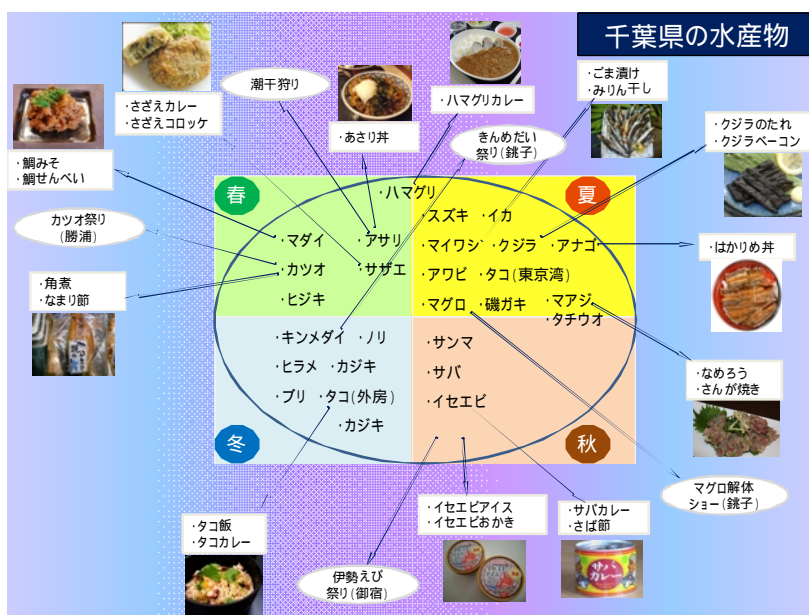 千葉県の水産物
・さざえカレー
・さざえコロッケ
潮干狩り
・あさり丼
・ハマグリカレー
・ごま漬け
・みりん干し
きんめだい
祭り(銚子)
・クジラのたれ
・クジラベーコン
・鯛みそ
・鯛せんべい
カツオ祭り
(勝浦)
・角煮
・なまり節
・はかりめ丼
・なめろう
・さんが焼き
マグロ解体
ショー(銚子)
春
・ハマグリ
・マダイ
・アサリ
・カツオ
・サザエ
・ヒジキ
夏
・スズキ ・イカ
・マイワシ ・クジラ ・アナゴ
・アワビ ・タコ(東京湾)
・マグロ ・磯ガキ ・マアジ
・タチウオ
・キンメダイ ・ノリ
・ヒラメ ・カジキ
・ブリ ・タコ(外房)
・カジキ
冬
・サンマ
・サバ
・イセエビ
秋
・タコ飯
・タコカレー
伊勢えび
祭り(御宿)
・イセエビアイス
・イセエビおかき
・サバカレー
・さば節
サバ
カレー